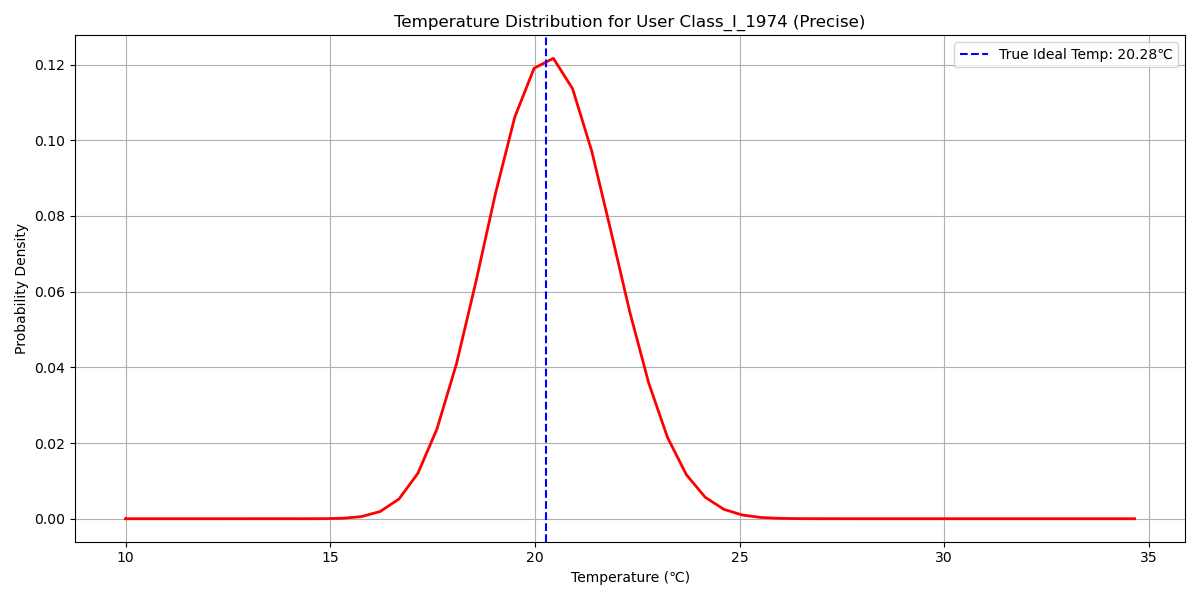 Temperature Distribution for User Class_I_1974 (Precise)
True Ideal Temp: 20.28℃
Probability Density
0.12
0.10
0.08
0.06
0.04
0.02
0.00
10 15 20 25 30 35
Temperature (℃)